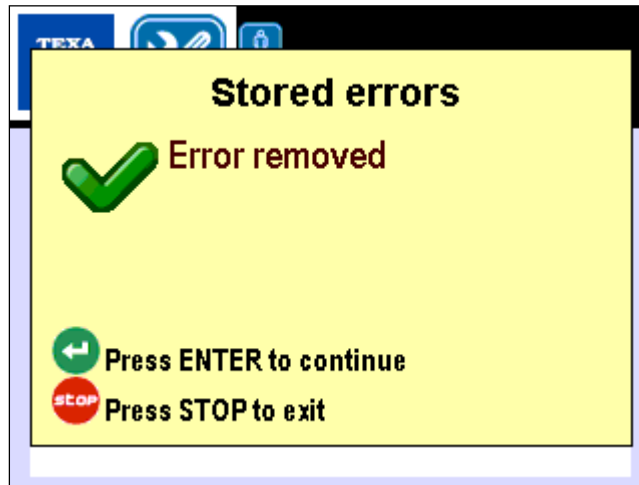 TEXA
Stored errors
Error removed
Press ENTER to continue
stop
Press STOP to exit